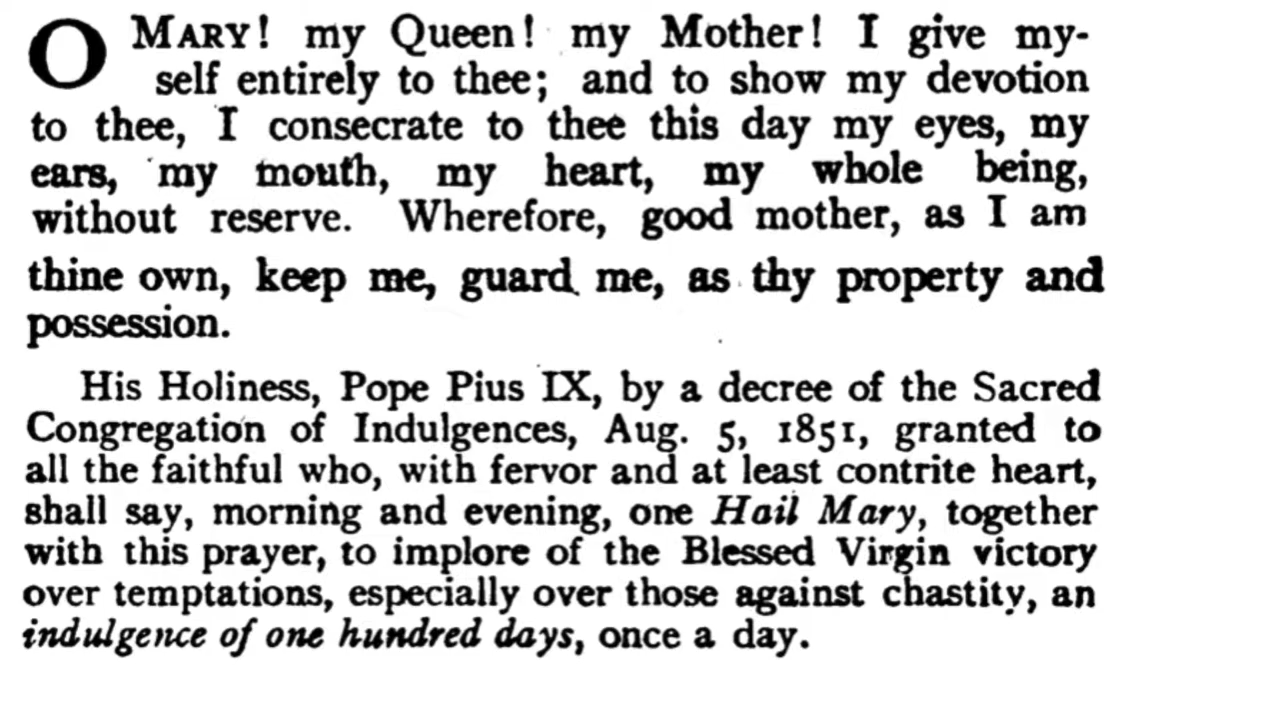 O MARY! my Queen! my Mother! I give my-
self entirely to thee; and to show my devotion
to thee, I consecrate to thee this day my eyes, my
ears, my mouth, my heart, my whole being,
without reserve. Wherefore, good mother, as I am
thine own, keep me, guard me, as thy property and
possession.
His Holiness, Pope Pius IX, by a decree of the Sacred
Congregation of Indulgences, Aug. 5, 1851, granted to
all the faithful who, with fervor and at least contrite heart,
shall say, morning and evening, one Hail Mary, together
with this prayer, to implore of the Blessed Virgin victory
over temptations, especially over those against chastity, an
indulgence of one hundred days, once a day.